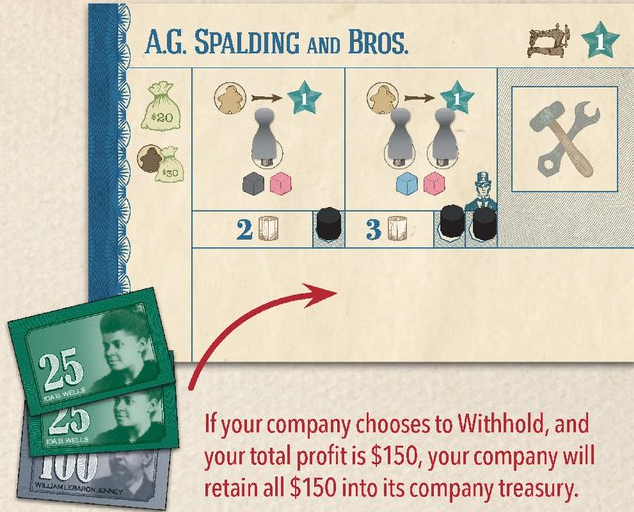 A.G. SPALDING AND BROS.
1
$20
1
1
$30
2
3
25
IDA B. WELLS
25
IDA B. WELLS
100
WILLIAM LEBARON JENNEY
If your company chooses to Withhold, and
your total profit is $150, your company will
retain all $150 into its company treasury.